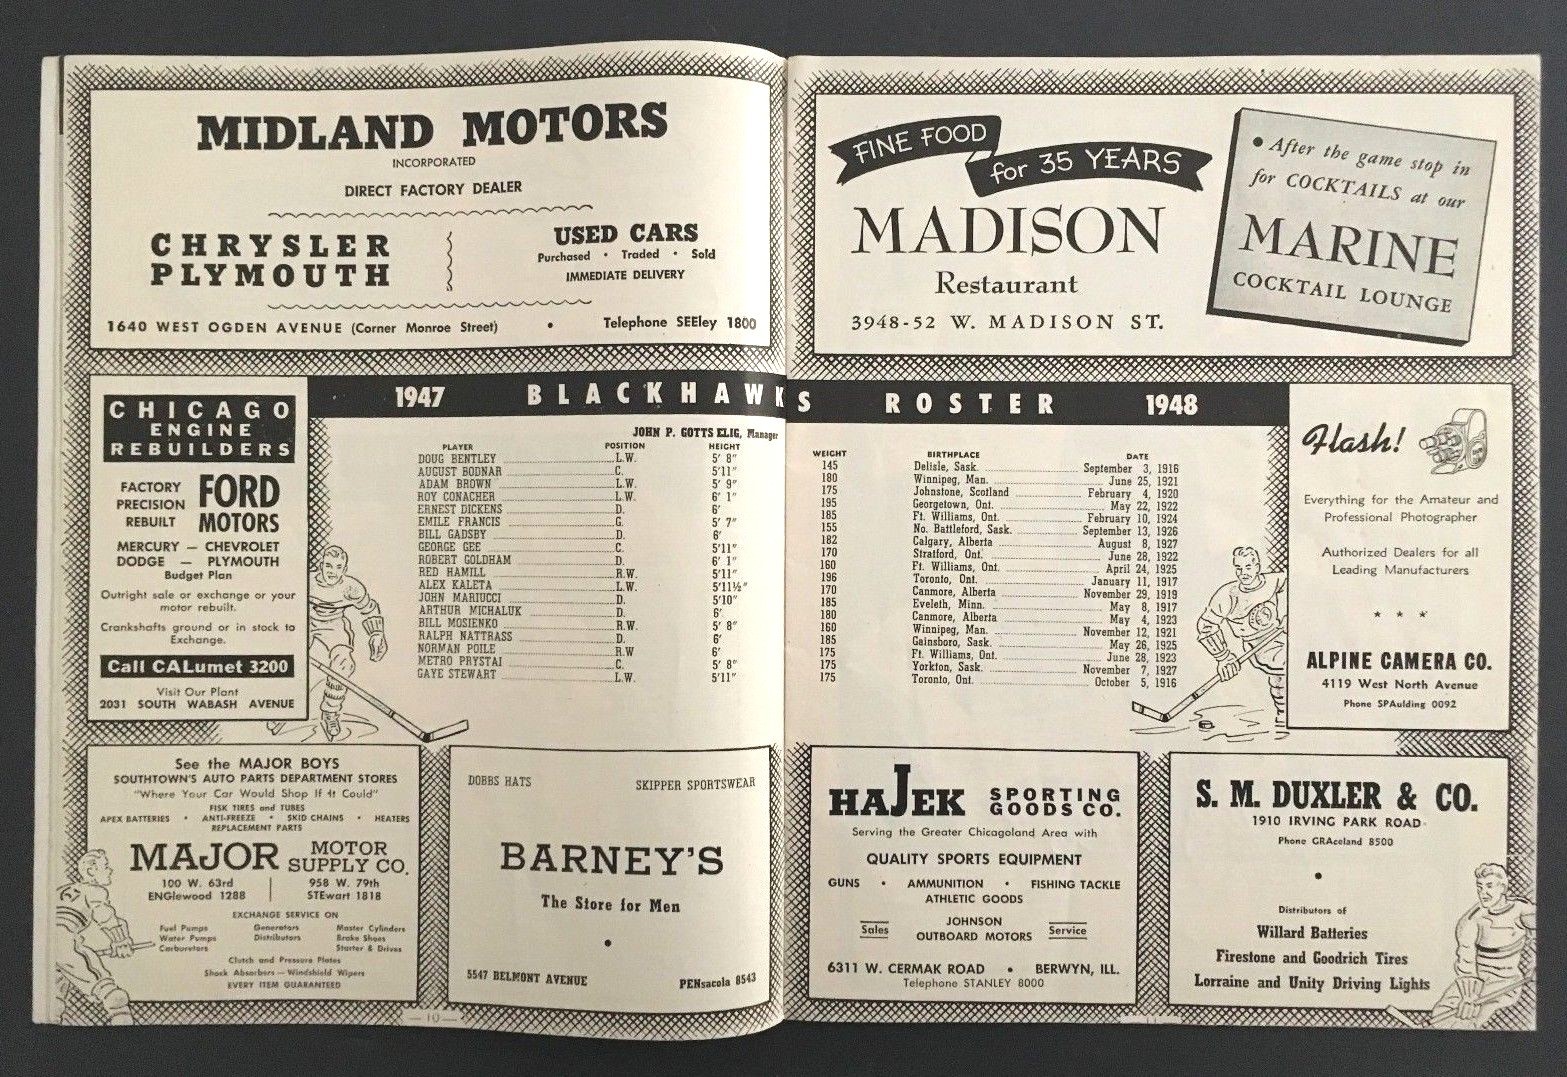 MIDLAND MOTORS
INCORPORATED
DIRECT FACTORY DEALER
CHRYSLER
PLYMOUTH
USED CARS
Purchased • Traded • Sold
IMMEDIATE DELIVERY
1640 WEST OGDEN AVENUE (Corner Monroe Street) • Telephone SEEley 1800
FINE FOOD
for 35 YEARS
MADISON
Restaurant
3948-52 W. MADISON ST.
• After the game stop in
for COCKTAILS at our
MARINE
COCKTAIL LOUNGE
CHICAGO
ENGINE
REBUILDERS
FACTORY
PRECISION
REBUILT
FORD
MOTORS
MERCURY — CHEVROLET
DODGE — PLYMOUTH
Budget Plan
Outright sale or exchange or your
motor rebuilt.
Crankshafts ground or in stock to
Exchange.
Call CALumet 3200
Visit Our Plant
2031 SOUTH WABASH AVENUE
1947 BLACKHAWKS ROSTER 1948
JOHN P. GOTTSELIG, Manager
PLAYER POSITION HEIGHT WEIGHT BIRTHPLACE DATE
DOUG BENTLEY L.W. 5' 8" 145 Delisle, Sask. September 3, 1916
AUGUST BODNAR C. 5'11" 180 Winnipeg, Man. June 25, 1921
ADAM BROWN L.W. 5' 9" 175 Johnstone, Scotland February 4, 1920
ROY CONACHER L.W. 6' 1" 195 Georgetown, Ont. May 22, 1922
ERNEST DICKENS D. 6' 185 Ft. Williams, Ont. February 10, 1924
EMILE FRANCIS G. 5' 7" 155 No. Battleford, Sask. September 13, 1926
BILL GADSBY D. 6' 182 Calgary, Alberta August 8, 1927
GEORGE GEE C. 5'11" 170 Stratford, Ont. June 28, 1922
ROBERT GOLDHAM D. 6' 1" 160 Ft. Williams, Ont. April 24, 1925
RED HAMILL R.W. 5'11" 196 Toronto, Ont. January 11, 1917
ALEX KALETA L.W. 5'11½" 170 Canmore, Alberta November 29, 1919
JOHN MARIUCCI D. 5'10" 185 Eveleth, Minn. May 8, 1917
ARTHUR MICHALUK D. 6' 180 Canmore, Alberta May 4, 1923
BILL MOSIENKO R.W. 5' 8" 160 Winnipeg, Man. November 12, 1921
RALPH NATTRASS D. 6' 185 Gainsboro, Sask. May 26, 1925
NORMAN POILE R.W 6' 175 Ft. Williams, Ont. June 28, 1923
METRO PRYSTAI C. 5' 8" 175 Yorkton, Sask. November 7, 1927
GAYE STEWART L.W. 5'11" 175 Toronto, Ont. October 5, 1916
Flash!
Everything for the Amateur and
Professional Photographer
Authorized Dealers for all
Leading Manufacturers
* * *
ALPINE CAMERA CO.
4119 West North Avenue
Phone SPAulding 0092
See the MAJOR BOYS
SOUTHTOWN'S AUTO PARTS DEPARTMENT STORES
"Where Your Car Would Shop If It Could"
FISK TIRES and TUBES
APEX BATTERIES • ANTI-FREEZE • SKID CHAINS • HEATERS
REPLACEMENT PARTS
MAJOR MOTOR
SUPPLY CO.
100 W. 63rd 958 W. 79th
ENGlewood 1288 STEwart 1818
EXCHANGE SERVICE ON
Fuel Pumps Generators Master Cylinders
Water Pumps Distributors Brake Shoes
Carburetors Starter & Drives
Clutch and Pressure Plates
Shock Absorbers — Windshield Wipers
EVERY ITEM GUARANTEED
DOBBS HATS SKIPPER SPORTSWEAR
BARNEY'S
The Store for Men
•
5547 BELMONT AVENUE PENsacola 8543
HAJEK SPORTING
GOODS CO.
Serving the Greater Chicagoland Area with
QUALITY SPORTS EQUIPMENT
GUNS • AMMUNITION • FISHING TACKLE
ATHLETIC GOODS
Sales JOHNSON
OUTBOARD MOTORS Service
6311 W. CERMAK ROAD • BERWYN, ILL.
Telephone STANLEY 8000
S. M. DUXLER & CO.
1910 IRVING PARK ROAD
Phone GRAceland 8500
•
Distributors of
Willard Batteries
Firestone and Goodrich Tires
Lorraine and Unity Driving Lights
—10—